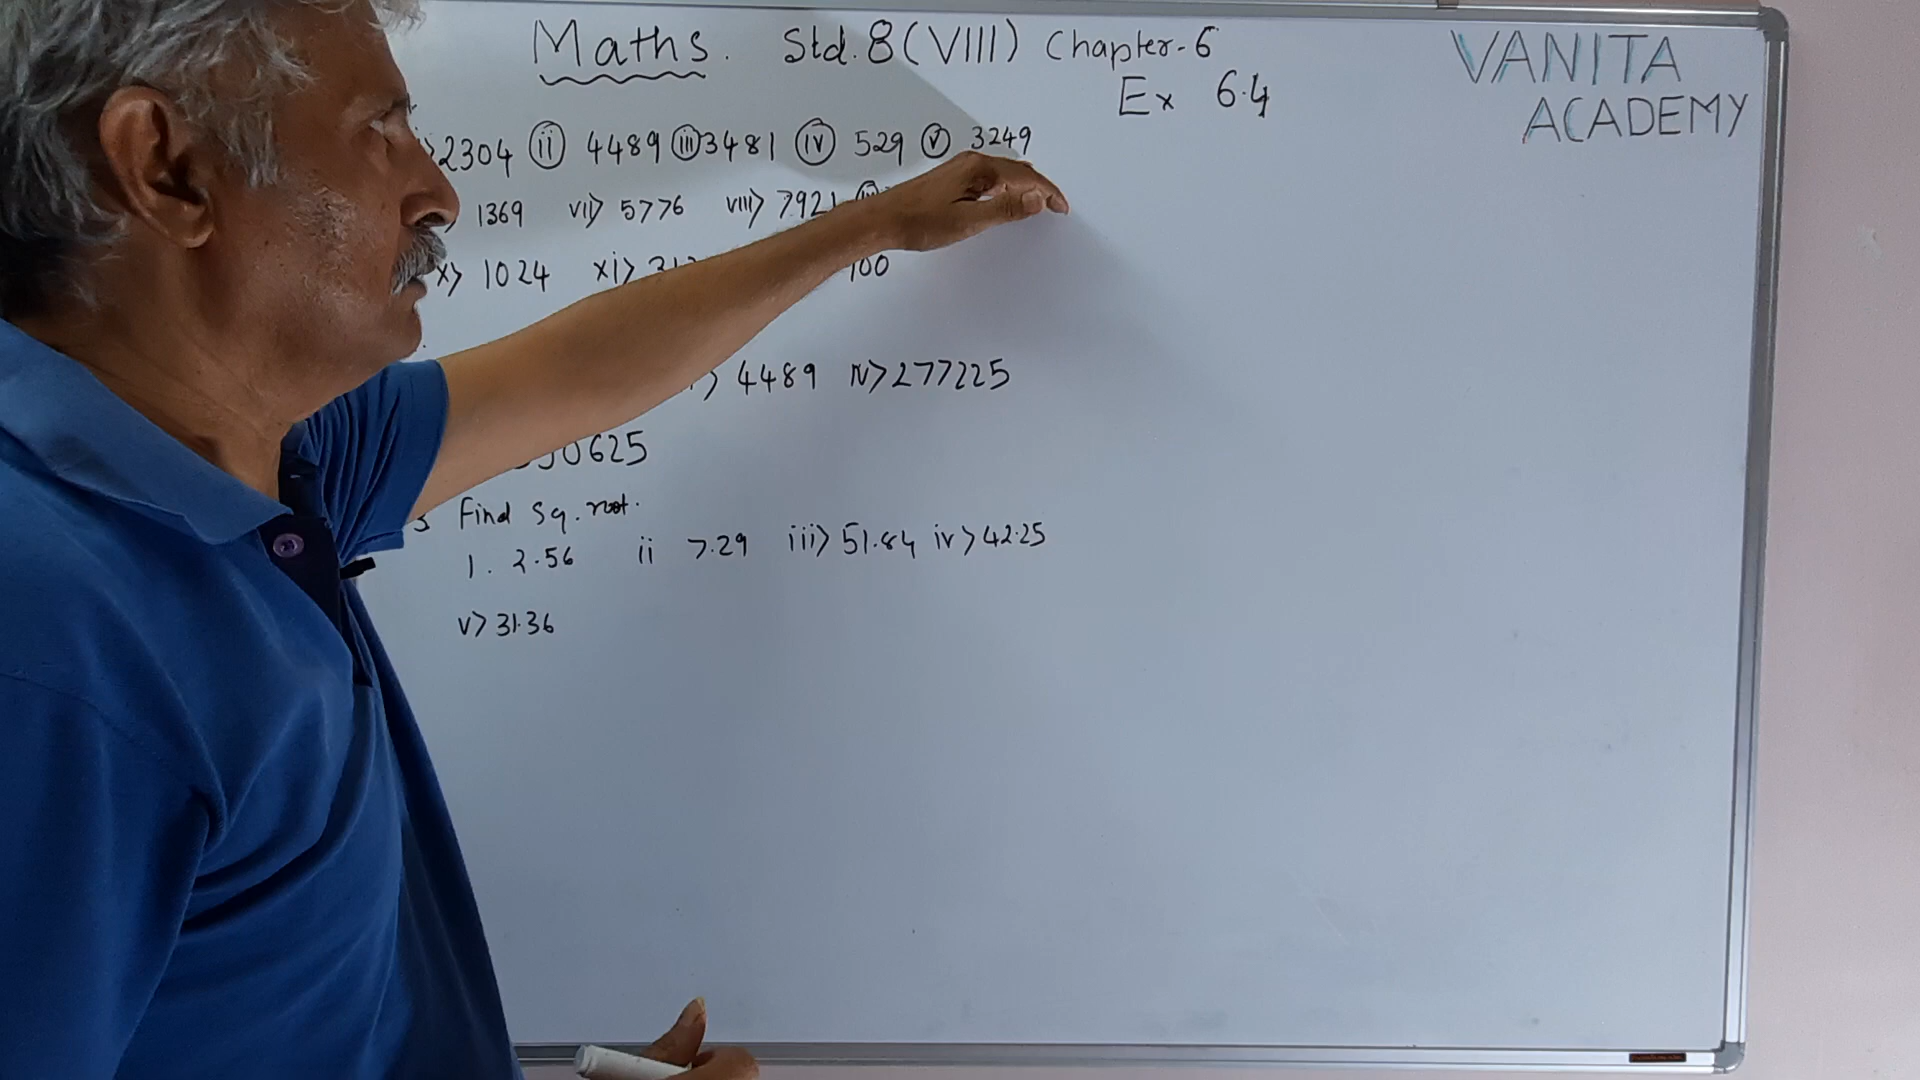 Maths. Std. 8 (VIII) Chapter-6
Ex 6.4
VANITA
ACADEMY
2304 (ii) 4489 (iii) 3481 (iv) 529 (v) 3249
1369 vii) 5776 viii) 7921
x) 1024 xi) 100
4489 iv) 277225
0625
3 Find Sq. root.
1. 2.56 ii 7.29 iii) 51.84 iv) 42.25
v) 31.36